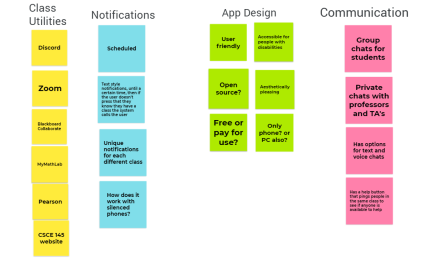 Class
Utilities
Discord
Zoom
Blackboard
Collaborate
MyMathLab
Pearson
CSCE 145
website
Notifications
Scheduled
Text style
notifications, until a
certain time, then if
the user doesn't
press that they know
they have a
class the system
calls the user
Unique
notifications
for each
different class
How does it
work with
silenced
phones?
App Design
User
friendly
Accessible for
people with
disabilities
Open
source?
Aesthetically
pleasing
Free or
pay for
use?
Only
phone? or
PC also?
Communication
Group
chats for
students
Private
chats with
professors
and TA's
Has options
for text and
voice chats
Has a help button
that pings people in
the same class to
see if anyone is
available to help